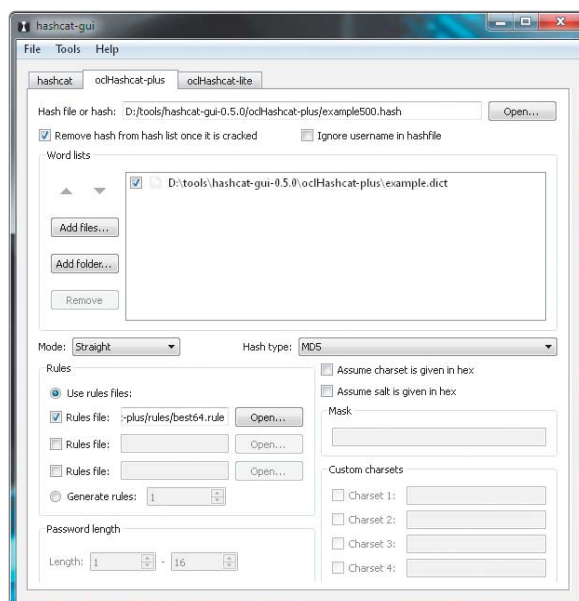 hashcat-gui
File Tools Help
hashcat oclHashcat-plus oclHashcat-lite
Hash file or hash: D:/tools/hashcat-gui-0.5.0/oclHashcat-plus/example500.hash Open...
Remove hash from hash list once it is cracked Ignore username in hashfile
Word lists
D:\tools\hashcat-gui-0.5.0\oclHashcat-plus\example.dict
Add files...
Add folder...
Remove
Mode: Straight Hash type: MD5
Rules Assume charset is given in hex
Use rules files: Assume salt is given in hex
Rules file: :-plus/rules/best64.rule Open... Mask
Rules file: Open...
Rules file: Open... Custom charsets
Generate rules: 1 Charset 1:
Charset 2:
Password length Charset 3:
Length: 1 - 16 Charset 4: